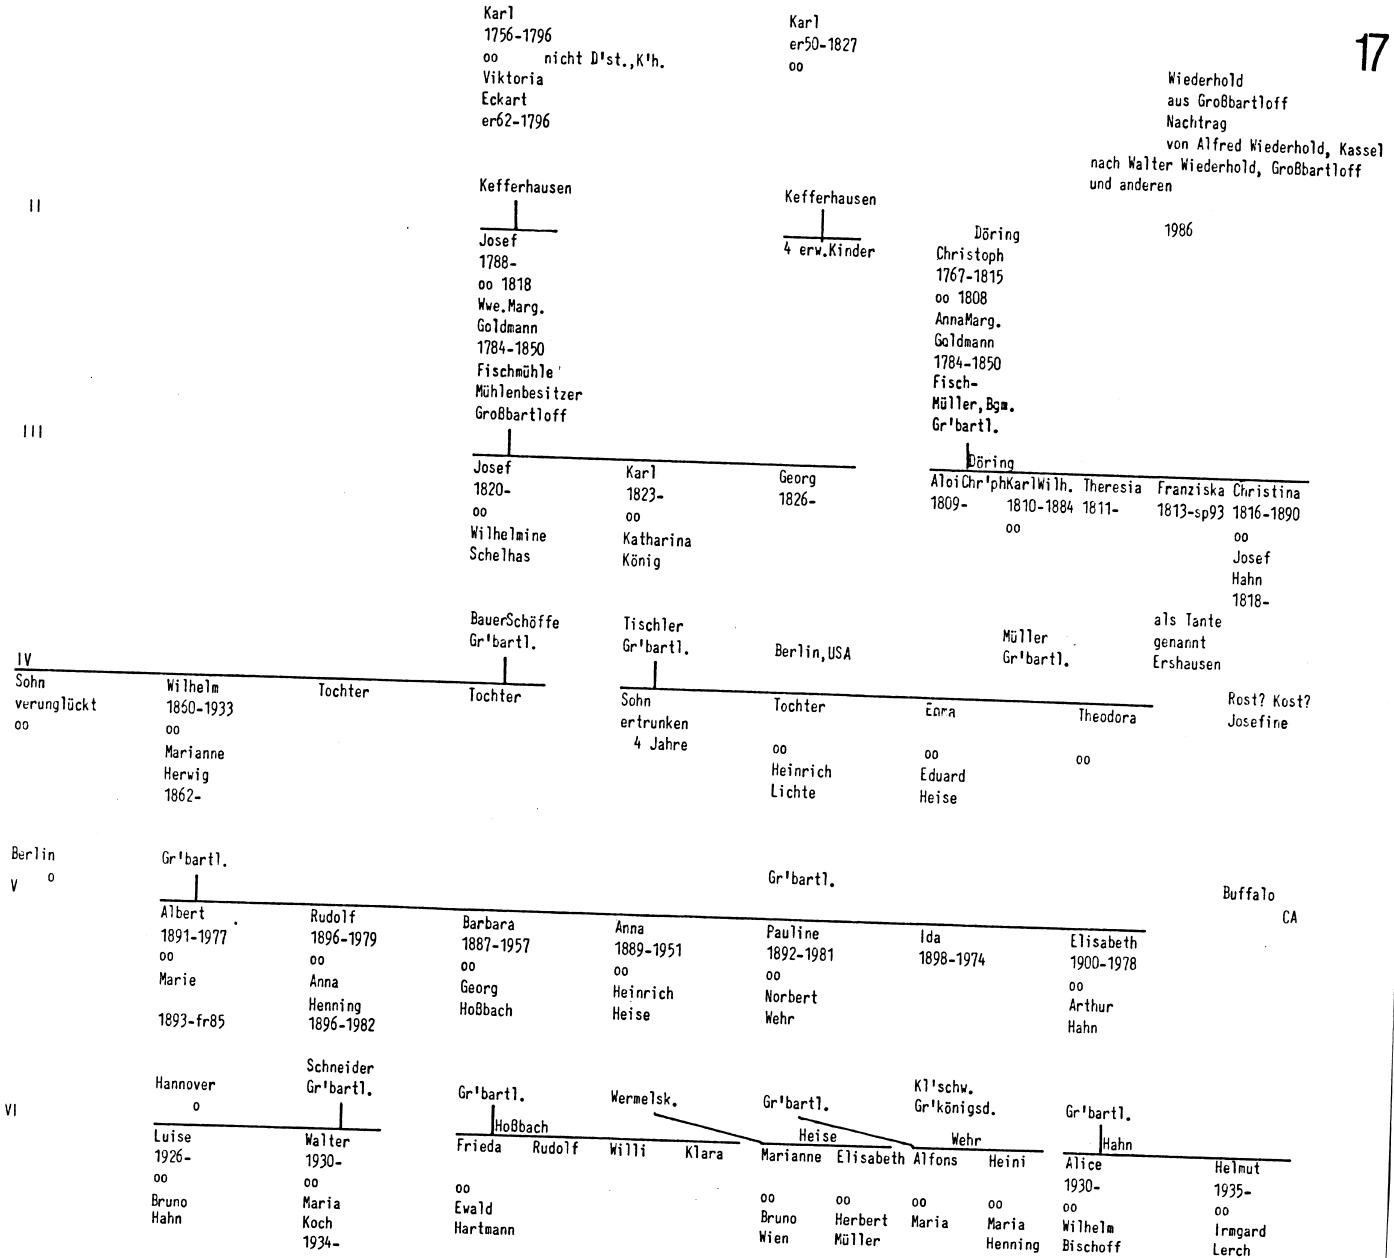 17
Karl
1756-1796
oo nicht D'st.,K'h.
Viktoria
Eckart
er62-1796
Karl
er50-1827
oo
Wiederhold
aus Großbartloff
Nachtrag
von Alfred Wiederhold, Kassel
nach Walter Wiederhold, Großbartloff
und anderen
1986
II
Kefferhausen
Josef
1788-
oo 1818
Wwe.Marg.
Goldmann
1784-1850
Fischmühle
Mühlenbesitzer
Großbartloff
Kefferhausen
4 erw.Kinder
Döring
Christoph
1767-1815
oo 1808
AnnaMarg.
Goldmann
1784-1850
Fisch-
Müller,Bgm.
Gr'bartl.
III
Josef
1820-
oo
Wilhelmine
Schelhas
BauerSchöffe
Gr'bartl.
Karl
1823-
oo
Katharina
König
Tischler
Gr'bartl.
Georg
1826-
Berlin,USA
Döring
AloiChr'phKarlWilh. Theresia Franziska Christina
1809- 1810-1884 1811- 1813-sp93 1816-1890
oo
oo
Josef
Hahn
1818-
Müller
Gr'bartl.
als Tante
genannt
Ershausen
IV
Sohn
verunglückt
oo
Wilhelm
1860-1933
oo
Marianne
Herwig
1862-
Tochter
Tochter
Sohn
ertrunken
4 Jahre
Tochter
oo
Heinrich
Lichte
Emma
oo
Eduard
Heise
Theodora
oo
Rost? Kost?
Josefine
Berlin
o
Gr'bartl.
Gr'bartl.
Buffalo
CA
V
Albert
1891-1977
oo
Marie
1893-fr85
Rudolf
1896-1979
oo
Anna
Henning
1896-1982
Barbara
1887-1957
oo
Georg
Hoßbach
Anna
1889-1951
oo
Heinrich
Heise
Pauline
1892-1981
oo
Norbert
Wehr
Ida
1898-1974
Elisabeth
1900-1978
oo
Arthur
Hahn
Hannover
o
Schneider
Gr'bartl.
Gr'bartl.
Wermelsk.
Gr'bartl.
Kl'schw.
Gr'königsd.
Gr'bartl.
VI
Luise
1926-
oo
Bruno
Hahn
Walter
1930-
oo
Maria
Koch
1934-
Hoßbach
Frieda Rudolf Willi Klara
oo
Ewald
Hartmann
Heise
Marianne Elisabeth
oo oo
Bruno Herbert
Wien Müller
Wehr
Alfons Heini
oo oo
Maria Maria
Henning
Hahn
Alice
1930-
oo
Wilhelm
Bischoff
Helmut
1935-
oo
Irmgard
Lerch